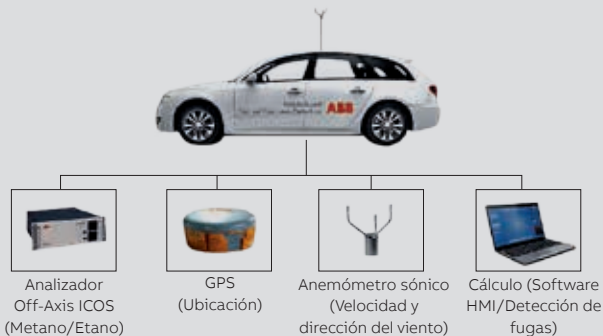 ABB
Analizador
Off-Axis ICOS
(Metano/Etano)
GPS
(Ubicación)
Anemómetro sónico
(Velocidad y
dirección del viento)
Cálculo (Software
HMI/Detección de
fugas)